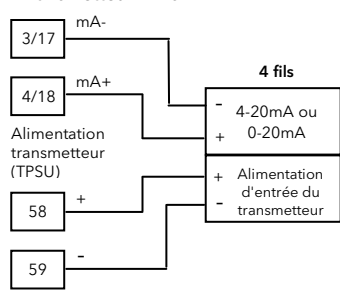 3/17
mA-
4/18
mA+
Alimentation
transmetteur
(TPSU)
58
+
59
-
4 fils
-
4-20mA ou
0-20mA
+
+
Alimentation
d'entrée du
transmetteur
-